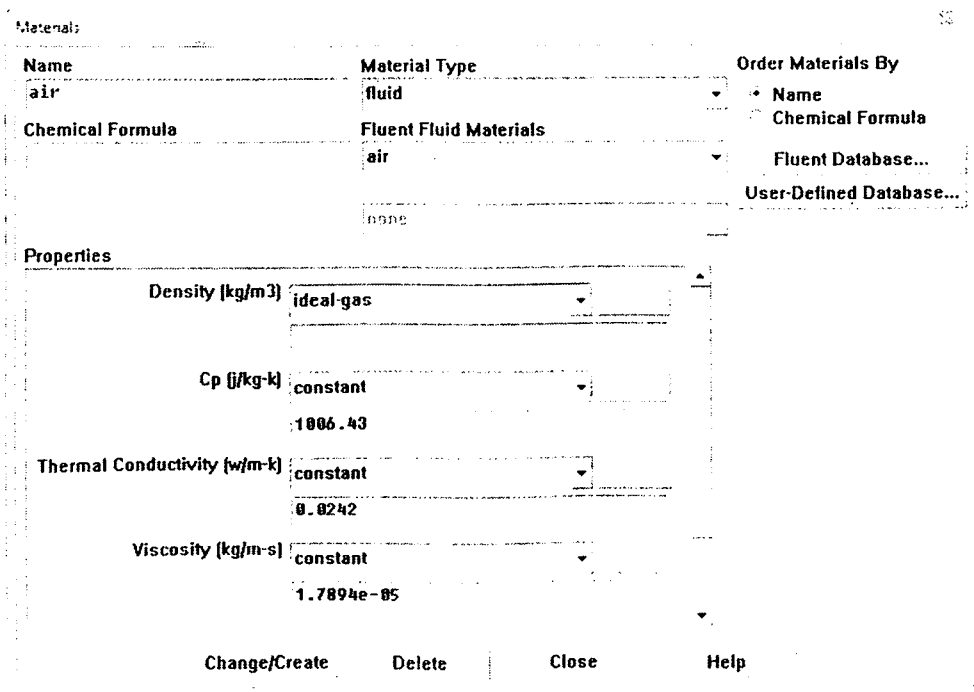 Materials
Name
air
Material Type
fluid
Order Materials By
Name
Chemical Formula
Chemical Formula
Fluent Fluid Materials
air
Fluent Database...
User-Defined Database...
none
Properties
Density (kg/m3) ideal-gas
Cp (j/kg-k) constant
1006.43
Thermal Conductivity (w/m-k) constant
0.0242
Viscosity (kg/m-s) constant
1.7894e-05
Change/Create Delete Close Help